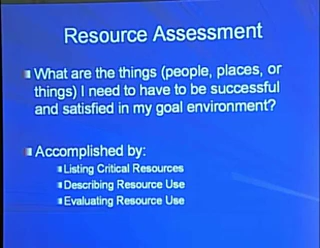 Resource Assessment
What are the things (people, places, or
things) I need to have to be successful
and satisfied in my goal environment?
Accomplished by:
Listing Critical Resources
Describing Resource Use
Evaluating Resource Use